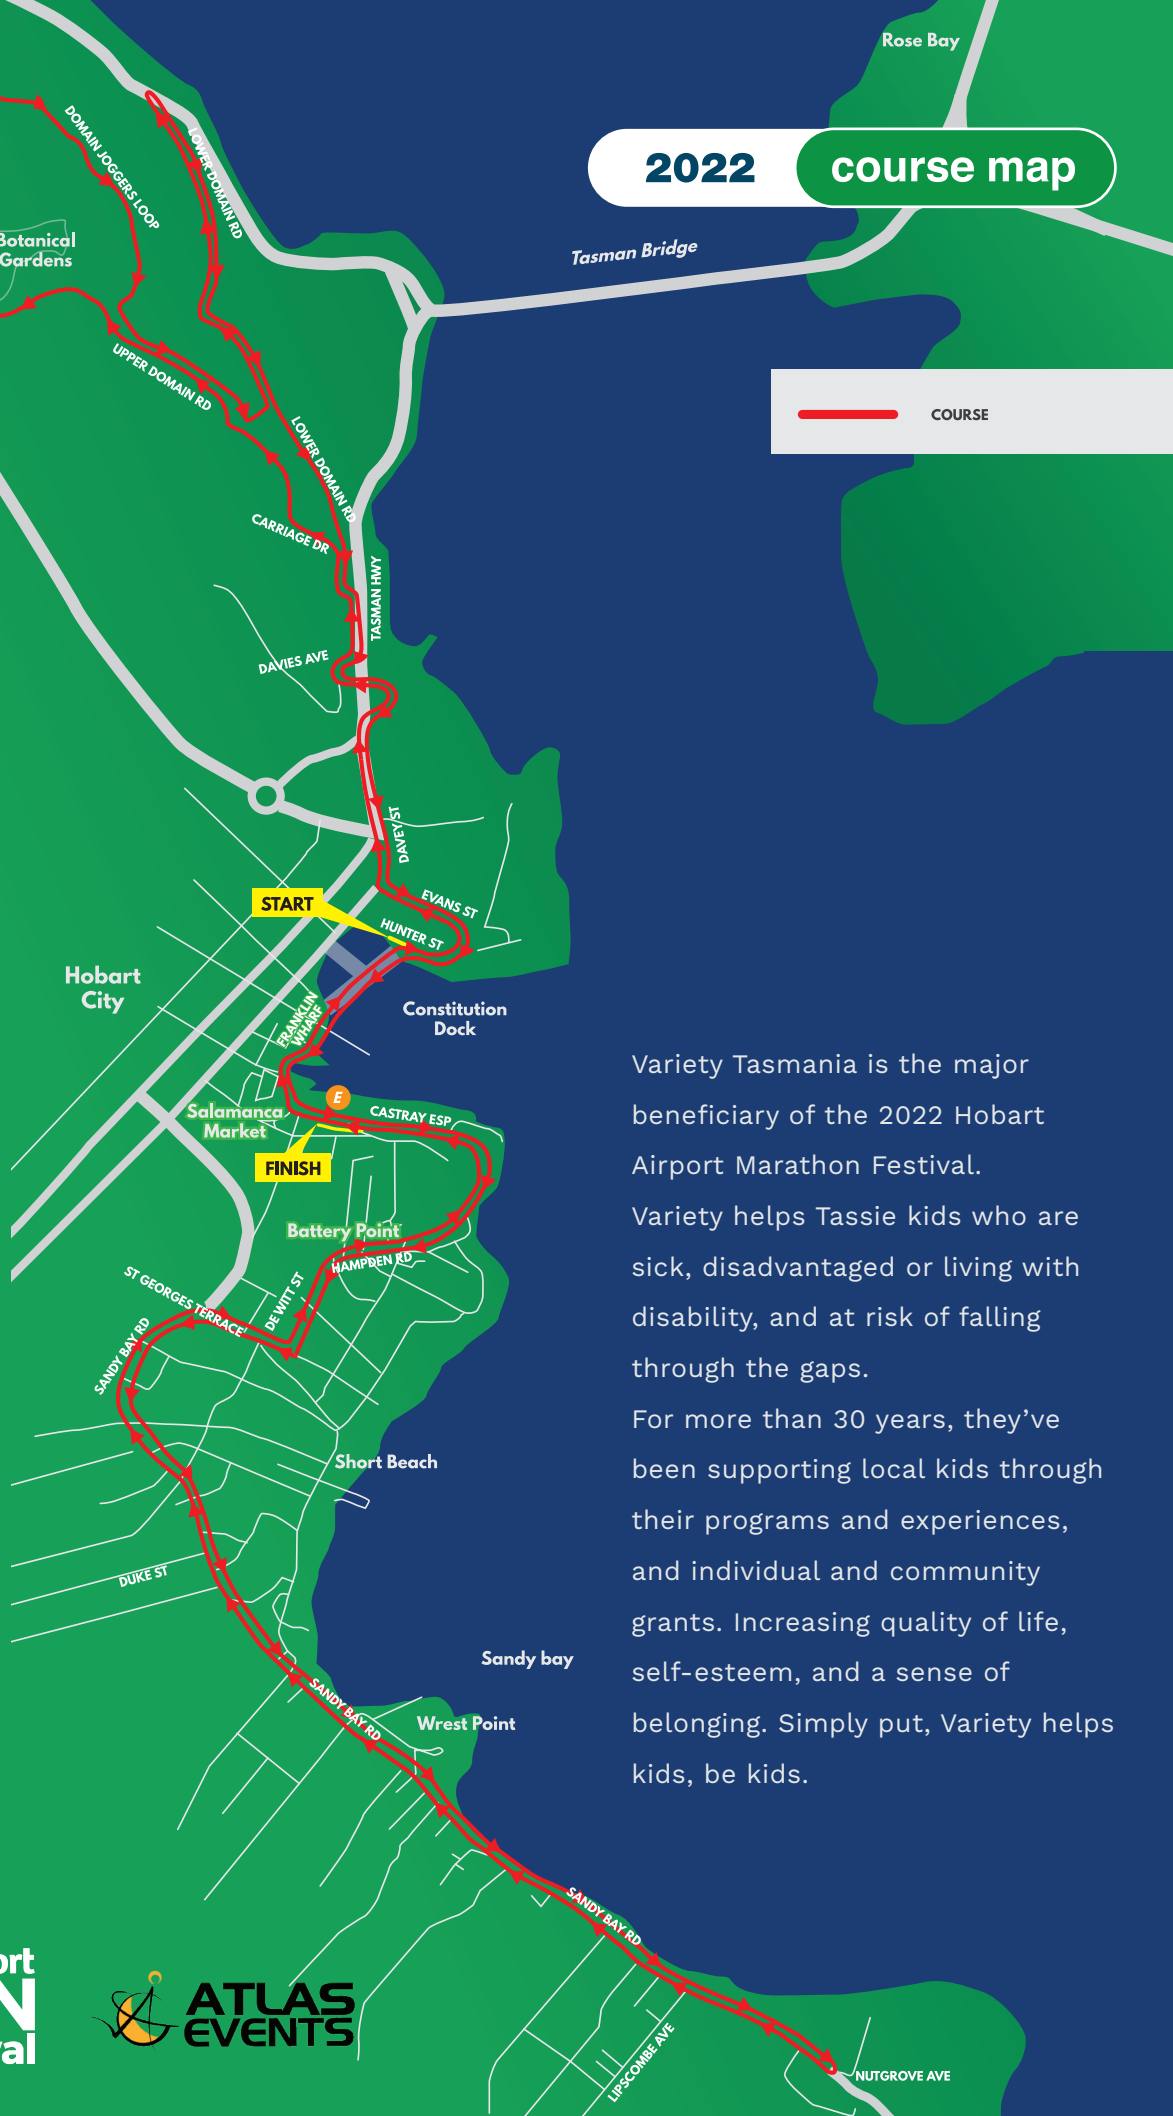 Rose Bay
2022 course map
Tasman Bridge
COURSE
DOMAIN JOGGERS LOOP
LOWER DOMAIN RD
Botanical
Gardens
UPPER DOMAIN RD
LOWER DOMAIN RD
CARRIAGE DR
TASMAN HWY
DAVIES AVE
DAVEY ST
START
EVANS ST
HUNTER ST
Hobart
City
FRANKLIN
WHARF
Constitution
Dock
E
Salamanca
Market
CASTRAY ESP
FINISH
Battery Point
HAMPDEN RD
ST GEORGES TERRACE
DE WITT ST
SANDY BAY RD
Short Beach
DUKE ST
Sandy bay
SANDY BAY RD
Wrest Point
SANDY BAY RD
LIPSCOMBE AVE
NUTGROVE AVE
Variety Tasmania is the major
beneficiary of the 2022 Hobart
Airport Marathon Festival.
Variety helps Tassie kids who are
sick, disadvantaged or living with
disability, and at risk of falling
through the gaps.
For more than 30 years, they’ve
been supporting local kids through
their programs and experiences,
and individual and community
grants. Increasing quality of life,
self-esteem, and a sense of
belonging. Simply put, Variety helps
kids, be kids.
ort
N
val
ATLAS
EVENTS